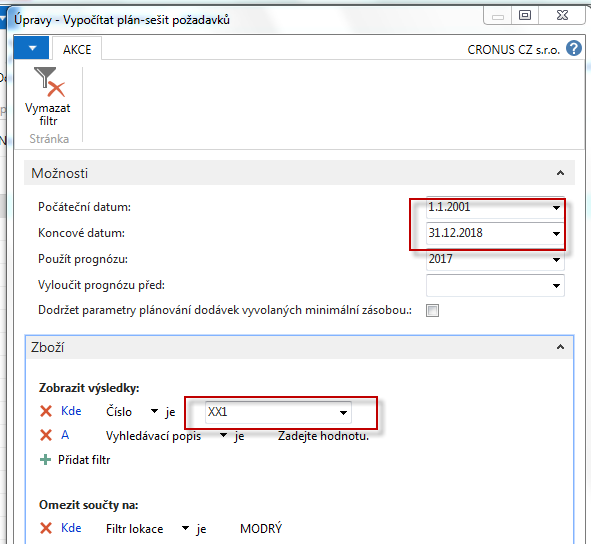 Úpravy - Vypočítat plán-sešit požadavků
AKCE
CRONUS CZ s.r.o.
Vymazat
filtr
Stránka
Možnosti
Počáteční datum: 1.1.2001
Koncové datum: 31.12.2018
Použít prognózu: 2017
Vyloučit prognózu před:
Dodržet parametry plánování dodávek vyvolaných minimální zásobou.:
Zboží
Zobrazit výsledky:
Kde Číslo je XX1
A Vyhledávací popis je Zadejte hodnotu.
Přidat filtr
Omezit součty na:
Kde Filtr lokace je MODRÝ